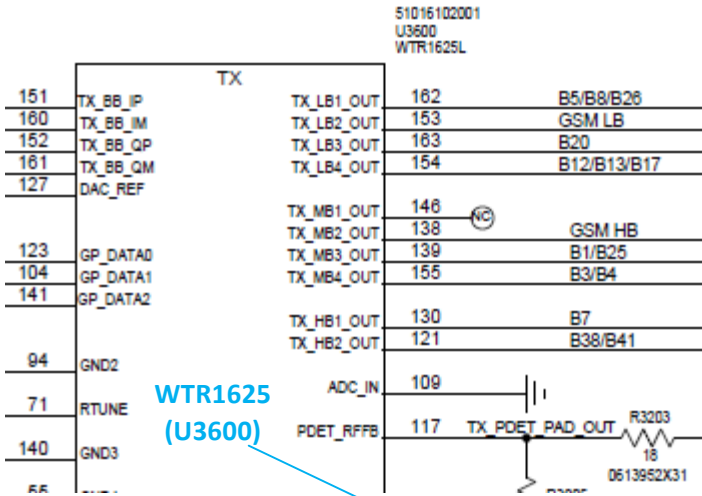 51016102001
U3600
WTR1625L
TX
151 TX_BB_IP TX_LB1_OUT 162 B5/B8/B26
160 TX_BB_IM TX_LB2_OUT 153 GSM LB
152 TX_BB_QP TX_LB3_OUT 163 B20
161 TX_BB_QM TX_LB4_OUT 154 B12/B13/B17
127 DAC_REF
TX_MB1_OUT 146 NC
TX_MB2_OUT 138 GSM HB
123 GP_DATA0 TX_MB3_OUT 139 B1/B25
104 GP_DATA1 TX_MB4_OUT 155 B3/B4
141 GP_DATA2
TX_HB1_OUT 130 B7
TX_HB2_OUT 121 B38/B41
94 GND2
ADC_IN 109
71 RTUNE
WTR1625
(U3600)
PDET_RFFB 117 TX_PDET_PAD_OUT R3203
18
140 GND3
0613952X31
55